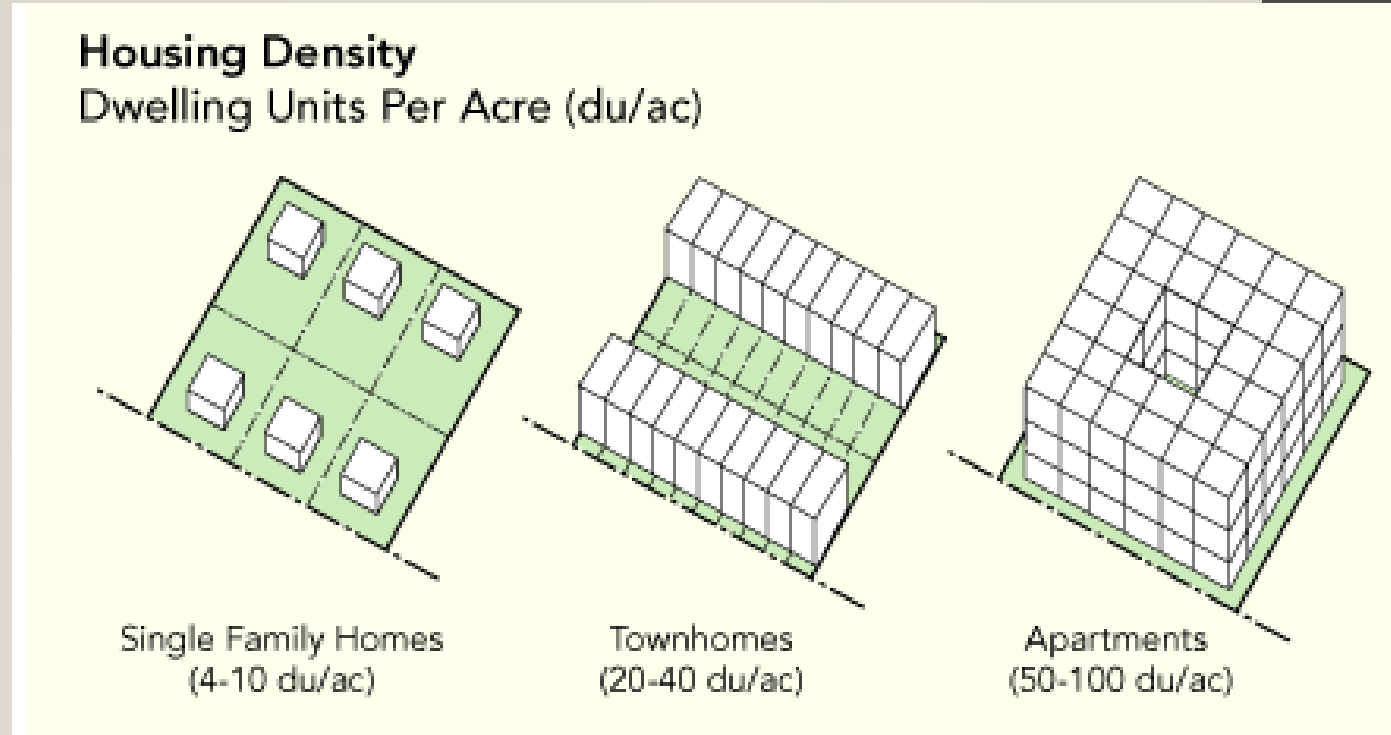 Housing Density
Dwelling Units Per Acre (du/ac)
Single Family Homes
(4-10 du/ac)
Townhomes
(20-40 du/ac)
Apartments
(50-100 du/ac)